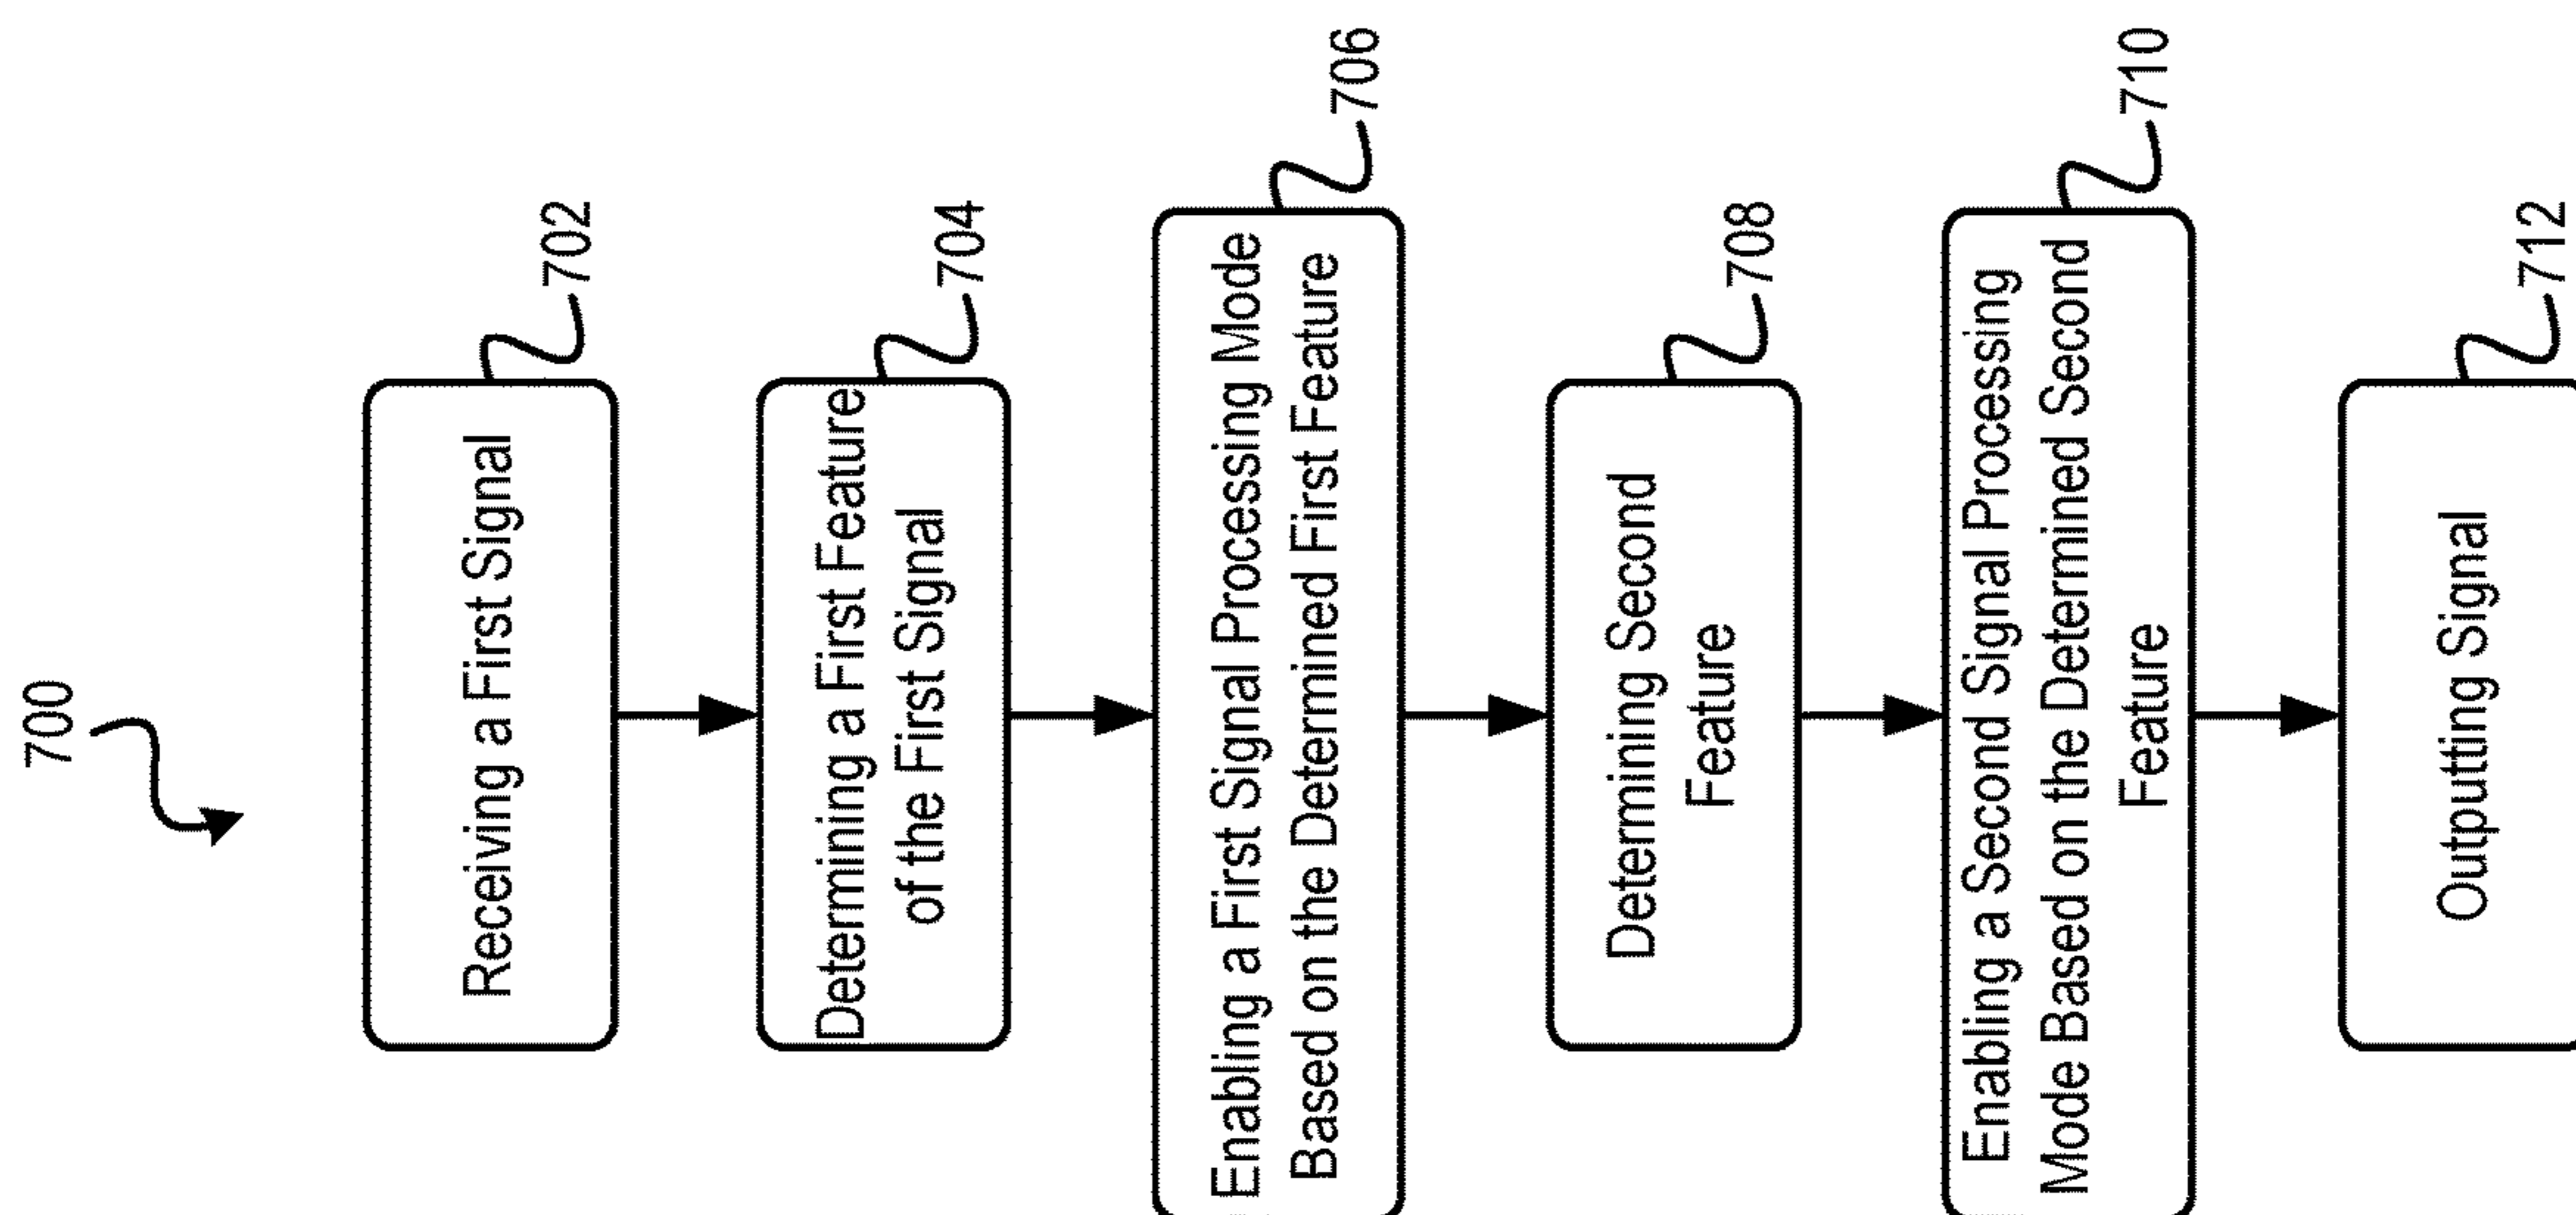 700
Receiving a First Signal
702
Determining a First Feature
of the First Signal
704
Enabling a First Signal Processing Mode
Based on the Determined First Feature
706
Determining Second
Feature
708
Enabling a Second Signal Processing
Mode Based on the Determined Second
Feature
710
Outputting Signal
712